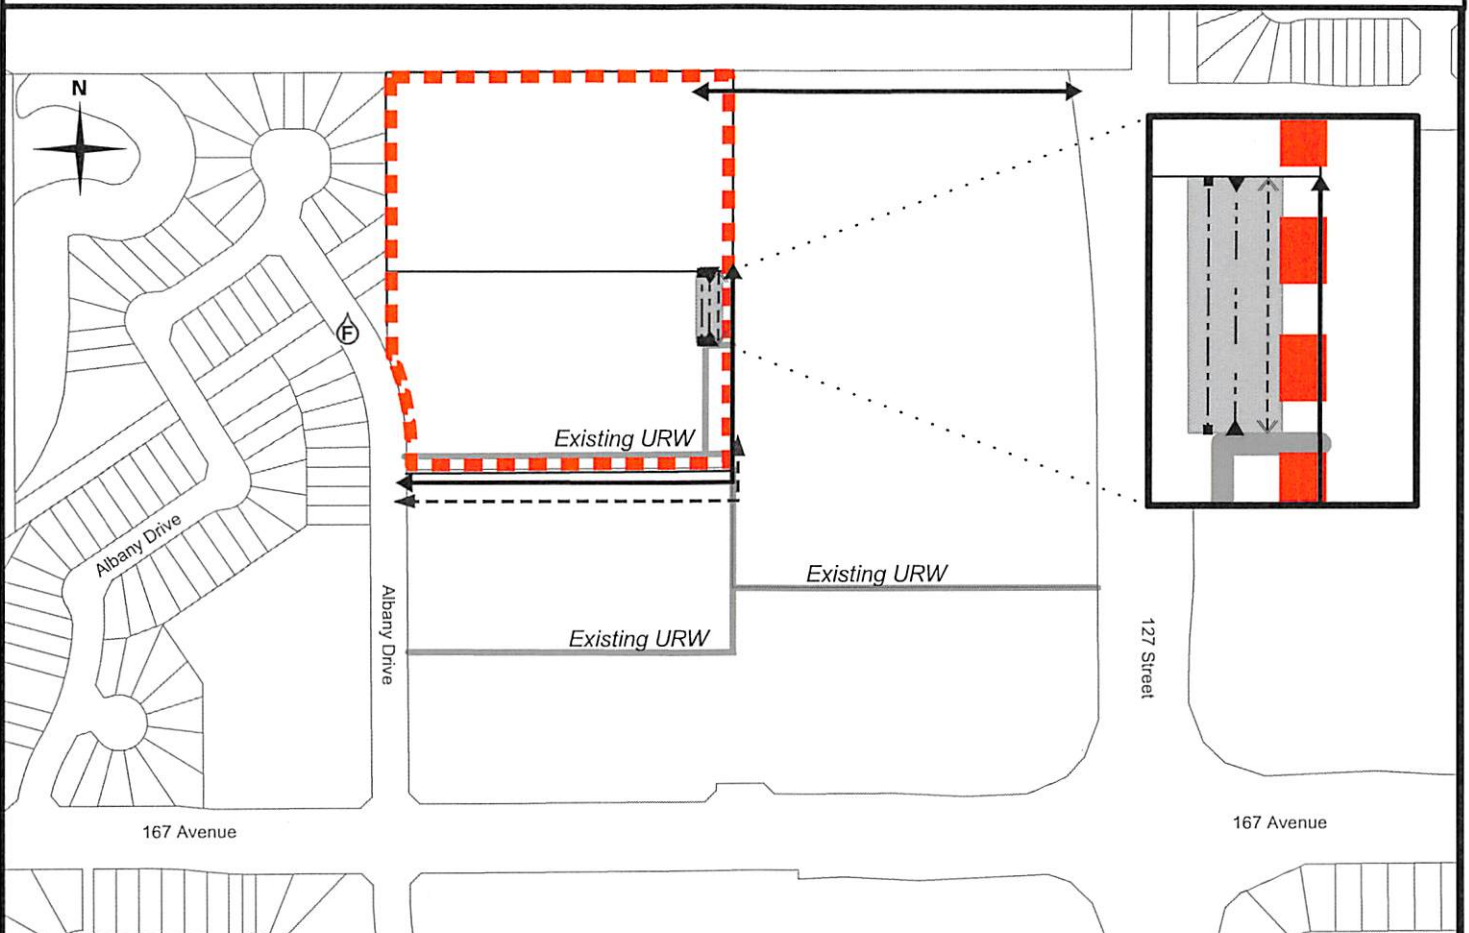 N
F
Existing URW
Albany Drive
Existing URW
Albany Drive
Existing URW
127 Street
167 Avenue
167 Avenue